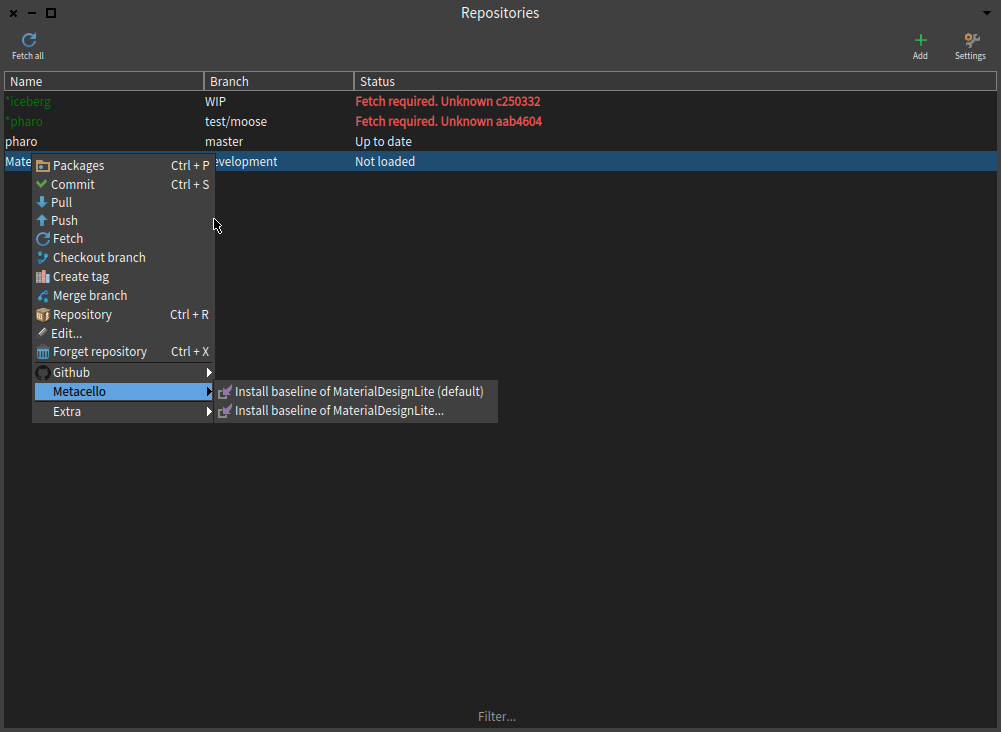 Repositories
Fetch all
Add
Settings
Name Branch Status
*iceberg WIP Fetch required. Unknown c250332
*pharo test/moose Fetch required. Unknown aab4604
pharo master Up to date
Mate evelopment Not loaded
Packages Ctrl + P
Commit Ctrl + S
Pull
Push
Fetch
Checkout branch
Create tag
Merge branch
Repository Ctrl + R
Edit...
Forget repository Ctrl + X
Github
Metacello
Install baseline of MaterialDesignLite (default)
Extra
Install baseline of MaterialDesignLite...
Filter...